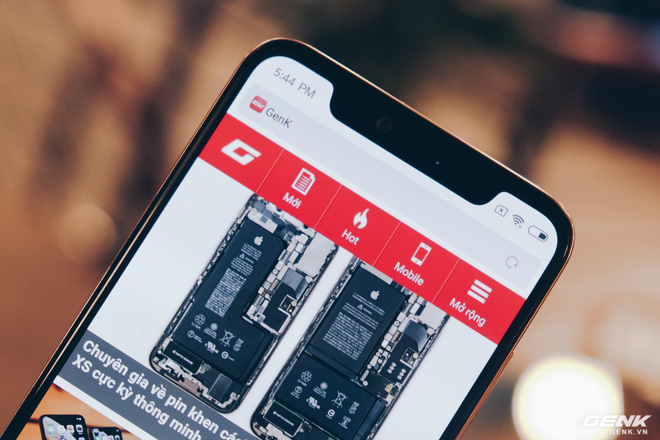 5:44 PM
GenK
Mới
Hot
Mobile
Mở rộng
Chuyên gia về pin khen
XS cực kỳ thông minh
GENK
GENK.VN